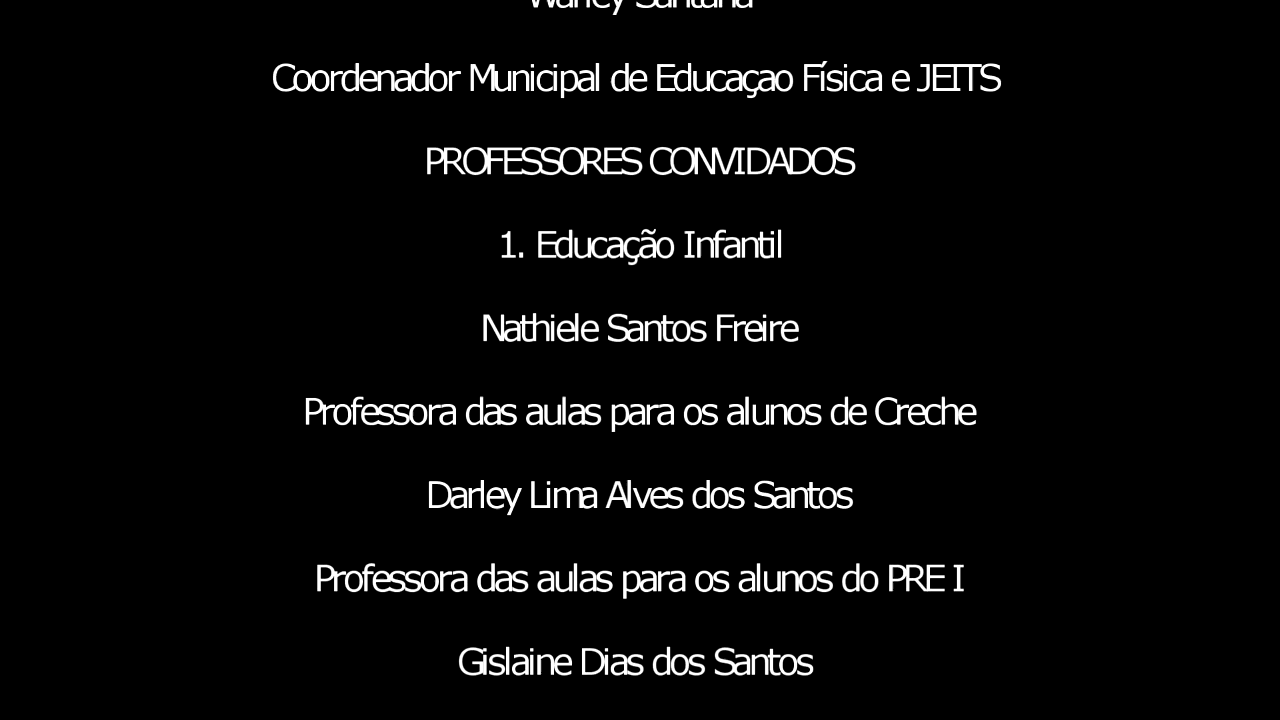 Warley Santana
Coordenador Municipal de Educaçao Física e JEITS
PROFESSORES CONVIDADOS
1. Educação Infantil
Nathiele Santos Freire
Professora das aulas para os alunos de Creche
Darley Lima Alves dos Santos
Professora das aulas para os alunos do PRE I
Gislaine Dias dos Santos